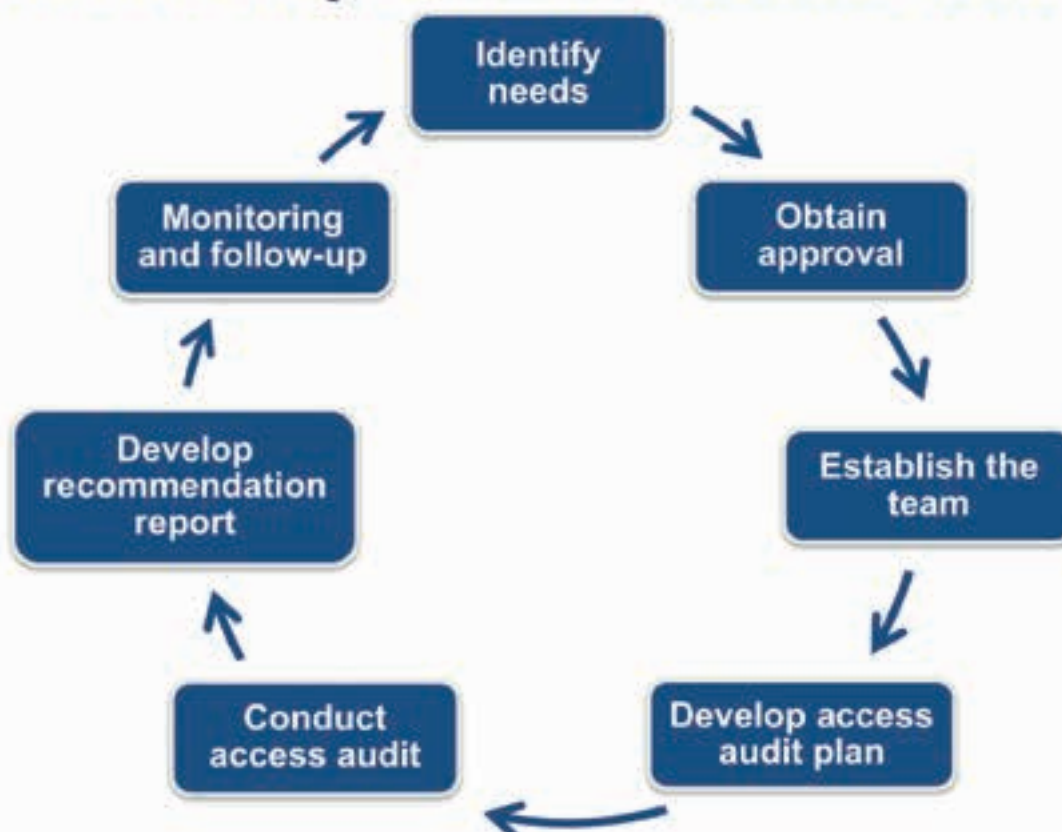 Identify
needs
Obtain
approval
Establish the
team
Develop access
audit plan
Conduct
access audit
Develop
recommendation
report
Monitoring
and follow-up